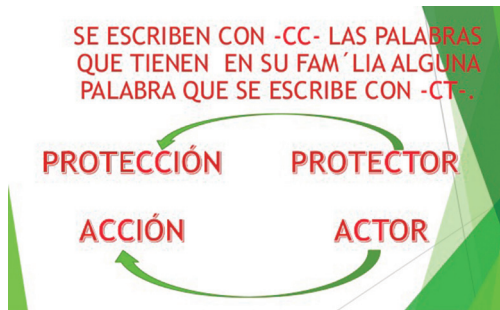 SE ESCRIBEN CON -CC- LAS PALABRAS
QUE TIENEN EN SU FAM´LIA ALGUNA
PALABRA QUE SE ESCRIBE CON -CT-.
PROTECCIÓN PROTECTOR
ACCIÓN ACTOR